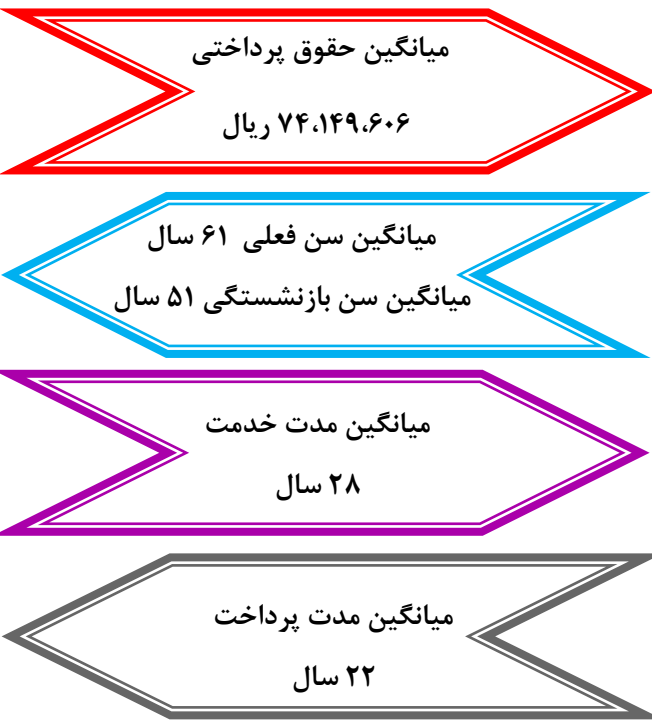 میانگین حقوق پرداختی
۷۴،۱۴۹،۶۰۶ ریال
میانگین سن فعلی ۶۱ سال
میانگین سن بازنشستگی ۵۱ سال
میانگین مدت خدمت
۲۸ سال
میانگین مدت پرداخت
۲۲ سال